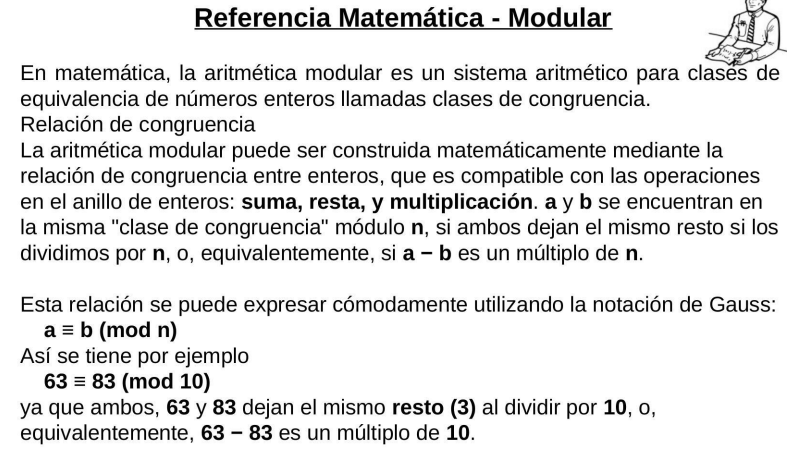 Referencia Matemática - Modular
En matemática, la aritmética modular es un sistema aritmético para clases de
equivalencia de números enteros llamadas clases de congruencia.
Relación de congruencia
La aritmética modular puede ser construida matemáticamente mediante la
relación de congruencia entre enteros, que es compatible con las operaciones
en el anillo de enteros: suma, resta, y multiplicación. a y b se encuentran en
la misma "clase de congruencia" módulo n, si ambos dejan el mismo resto si los
dividimos por n, o, equivalentemente, si a − b es un múltiplo de n.
Esta relación se puede expresar cómodamente utilizando la notación de Gauss:
a ≡ b (mod n)
Así se tiene por ejemplo
63 ≡ 83 (mod 10)
ya que ambos, 63 y 83 dejan el mismo resto (3) al dividir por 10, o,
equivalentemente, 63 − 83 es un múltiplo de 10.